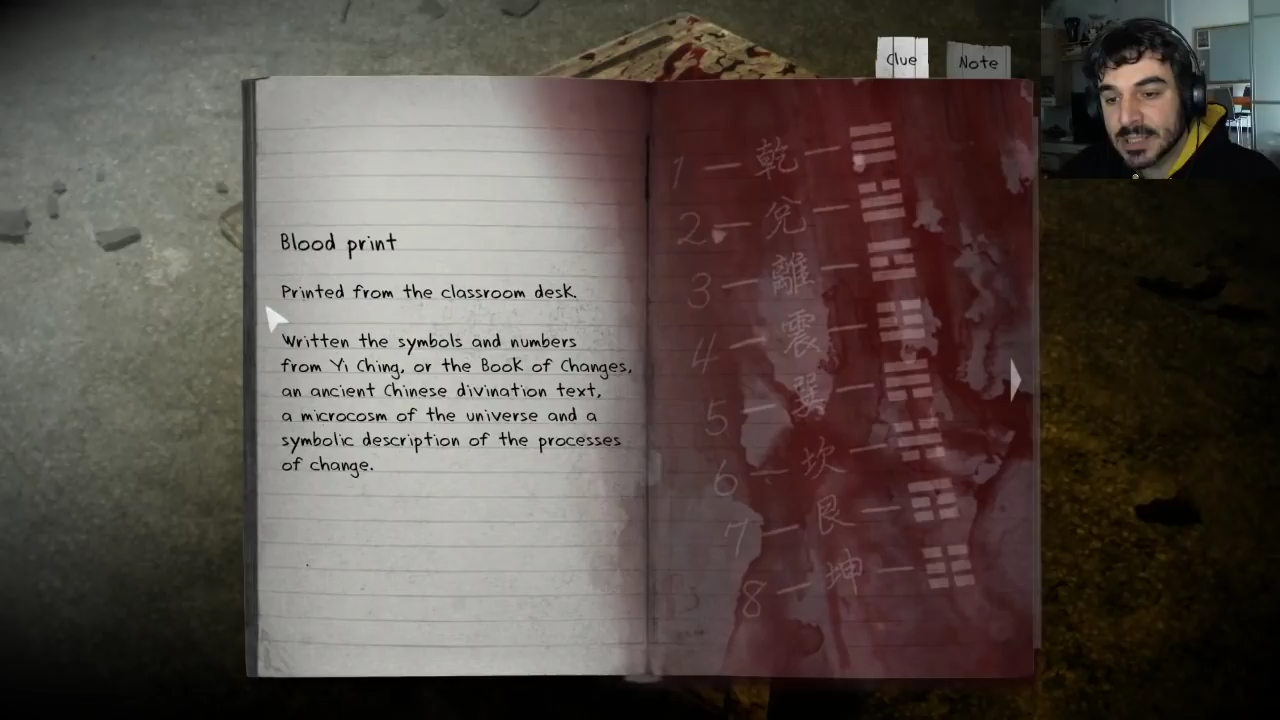 Clue
Note
Blood print
Printed from the classroom desk.
Written the symbols and numbers
from Yi Ching, or the Book of Changes,
an ancient Chinese divination text,
a microcosm of the universe and a
symbolic description of the processes
of change.
1 — 乾 — ☰
2 — 兌 — ☱
3 — 離 — ☲
4 — 震 — ☳
5 — 巽 — ☴
6 — 坎 — ☵
7 — 艮 — ☶
8 — 坤 — ☷